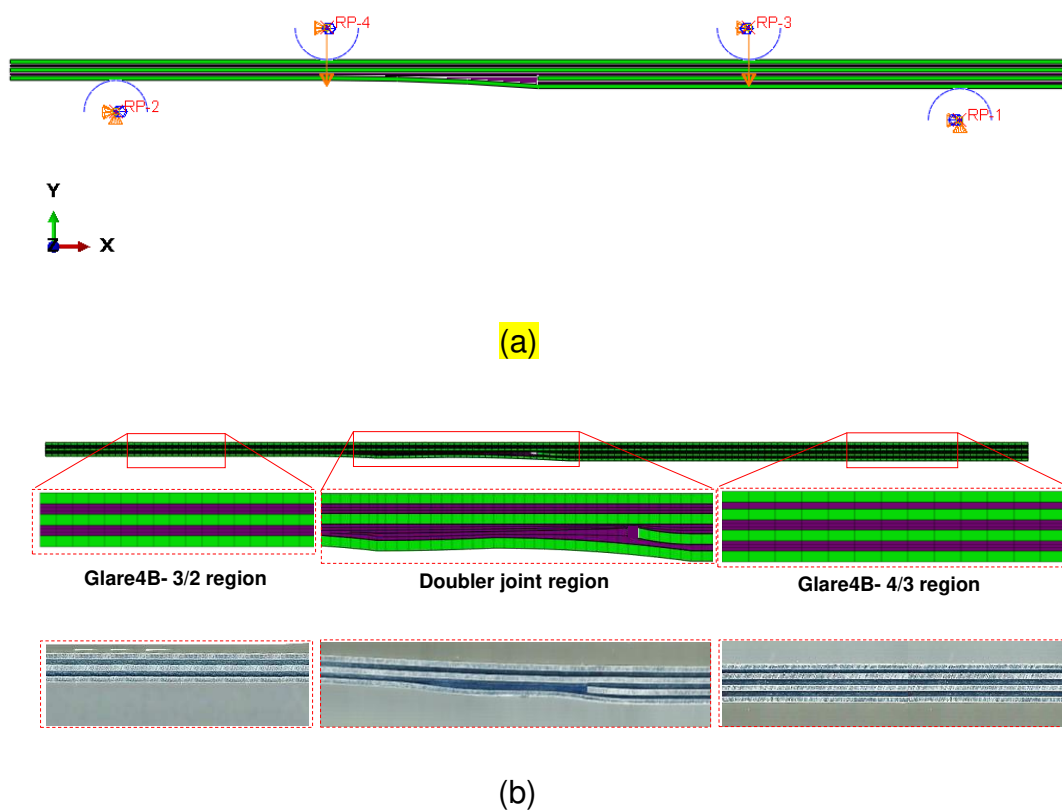 RP-4
RP-3
RP-2
RP-1
Y
Z
X
(a)
Glare4B- 3/2 region
Doubler joint region
Glare4B- 4/3 region
(b)